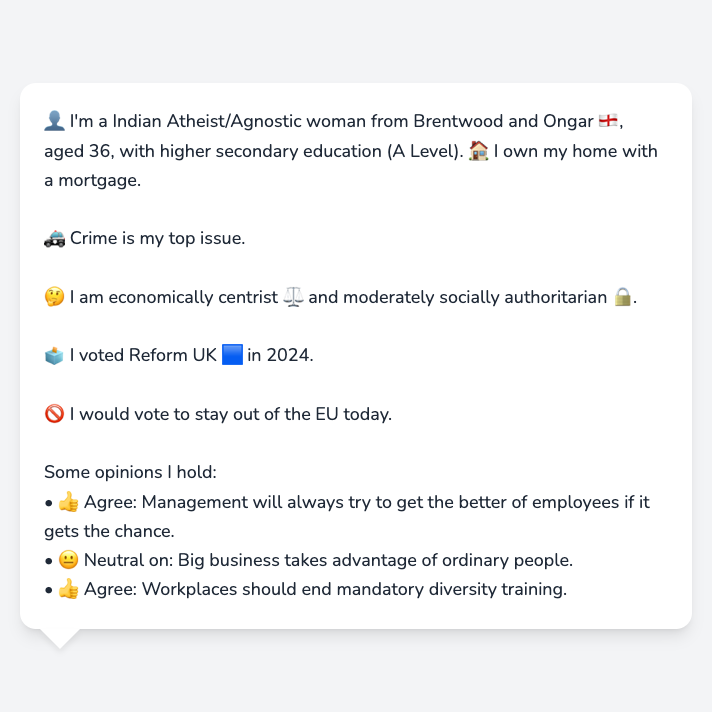 👤 I'm a Indian Atheist/Agnostic woman from Brentwood and Ongar 🏴󠁧󠁢󠁥󠁮󠁧󠁿,
aged 36, with higher secondary education (A Level). 🏠 I own my home with
a mortgage.
🚓 Crime is my top issue.
🤔 I am economically centrist ⚖️ and moderately socially authoritarian 🔒.
🗳️ I voted Reform UK 🟦 in 2024.
🚫 I would vote to stay out of the EU today.
Some opinions I hold:
• 👍 Agree: Management will always try to get the better of employees if it
gets the chance.
• 😐 Neutral on: Big business takes advantage of ordinary people.
• 👍 Agree: Workplaces should end mandatory diversity training.